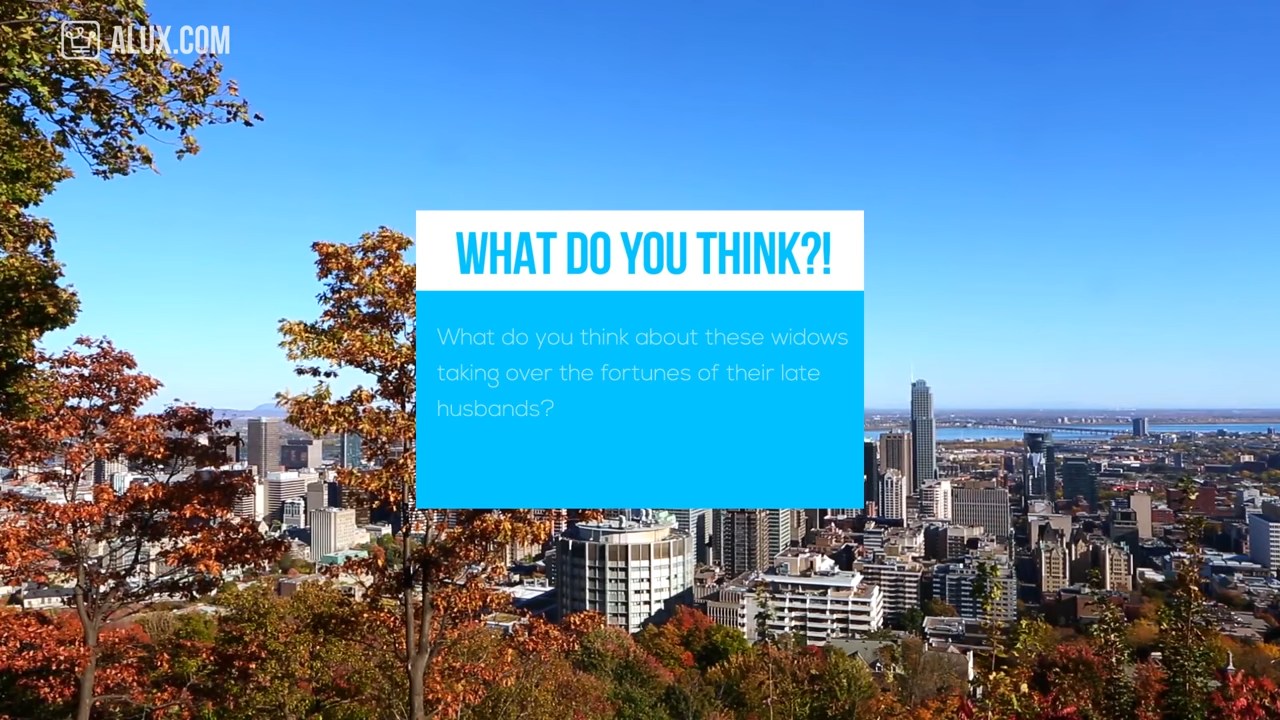 ALUX.COM
WHAT DO YOU THINK?!
What do you think about these widows
taking over the fortunes of their late
husbands?